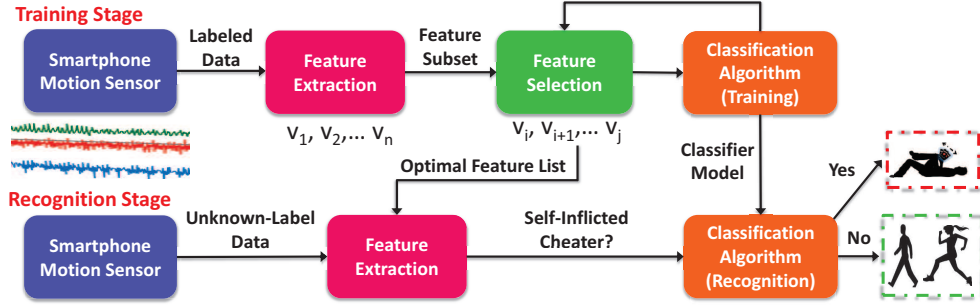 Training Stage
Smartphone
Motion Sensor
Labeled
Data
Feature
Extraction
Feature
Subset
Feature
Selection
Classification
Algorithm
(Training)
V1, V2,... Vn
Vi, Vi+1,... Vj
Optimal Feature List
Classifier
Model
Recognition Stage
Smartphone
Motion Sensor
Unknown-Label
Data
Feature
Extraction
Self-Inflicted
Cheater?
Classification
Algorithm
(Recognition)
Yes
No